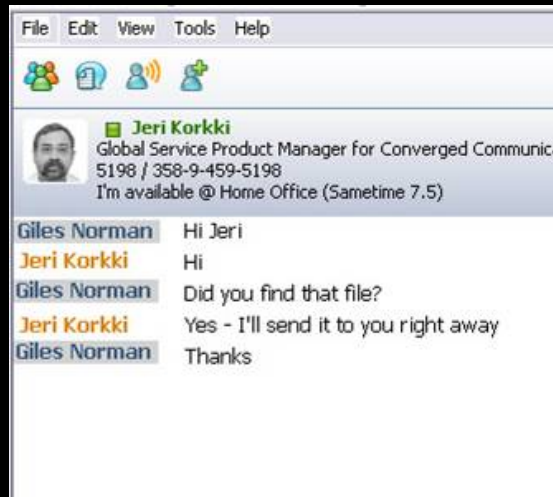 File Edit View Tools Help
Jeri Korkki
Global Service Product Manager for Converged Communica
5198 / 358-9-459-5198
I'm available @ Home Office (Sametime 7.5)
Giles Norman Hi Jeri
Jeri Korkki Hi
Giles Norman Did you find that file?
Jeri Korkki Yes - I'll send it to you right away
Giles Norman Thanks